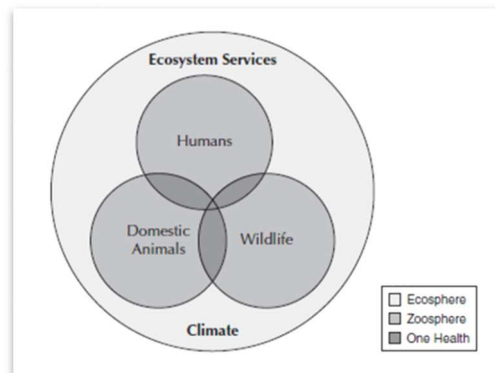 Ecosystem Services
Humans
Domestic
Animals
Wildlife
Climate
Ecosphere
Zoosphere
One Health